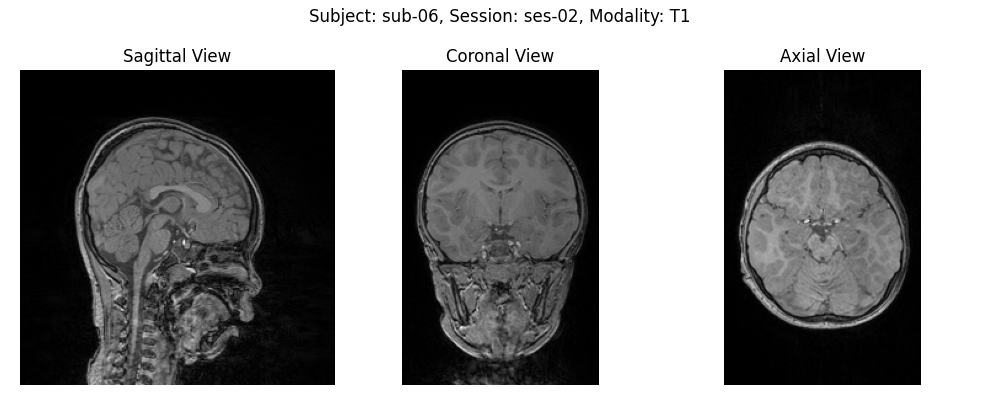 Subject: sub-06, Session: ses-02, Modality: T1
Sagittal View
Coronal View
Axial View